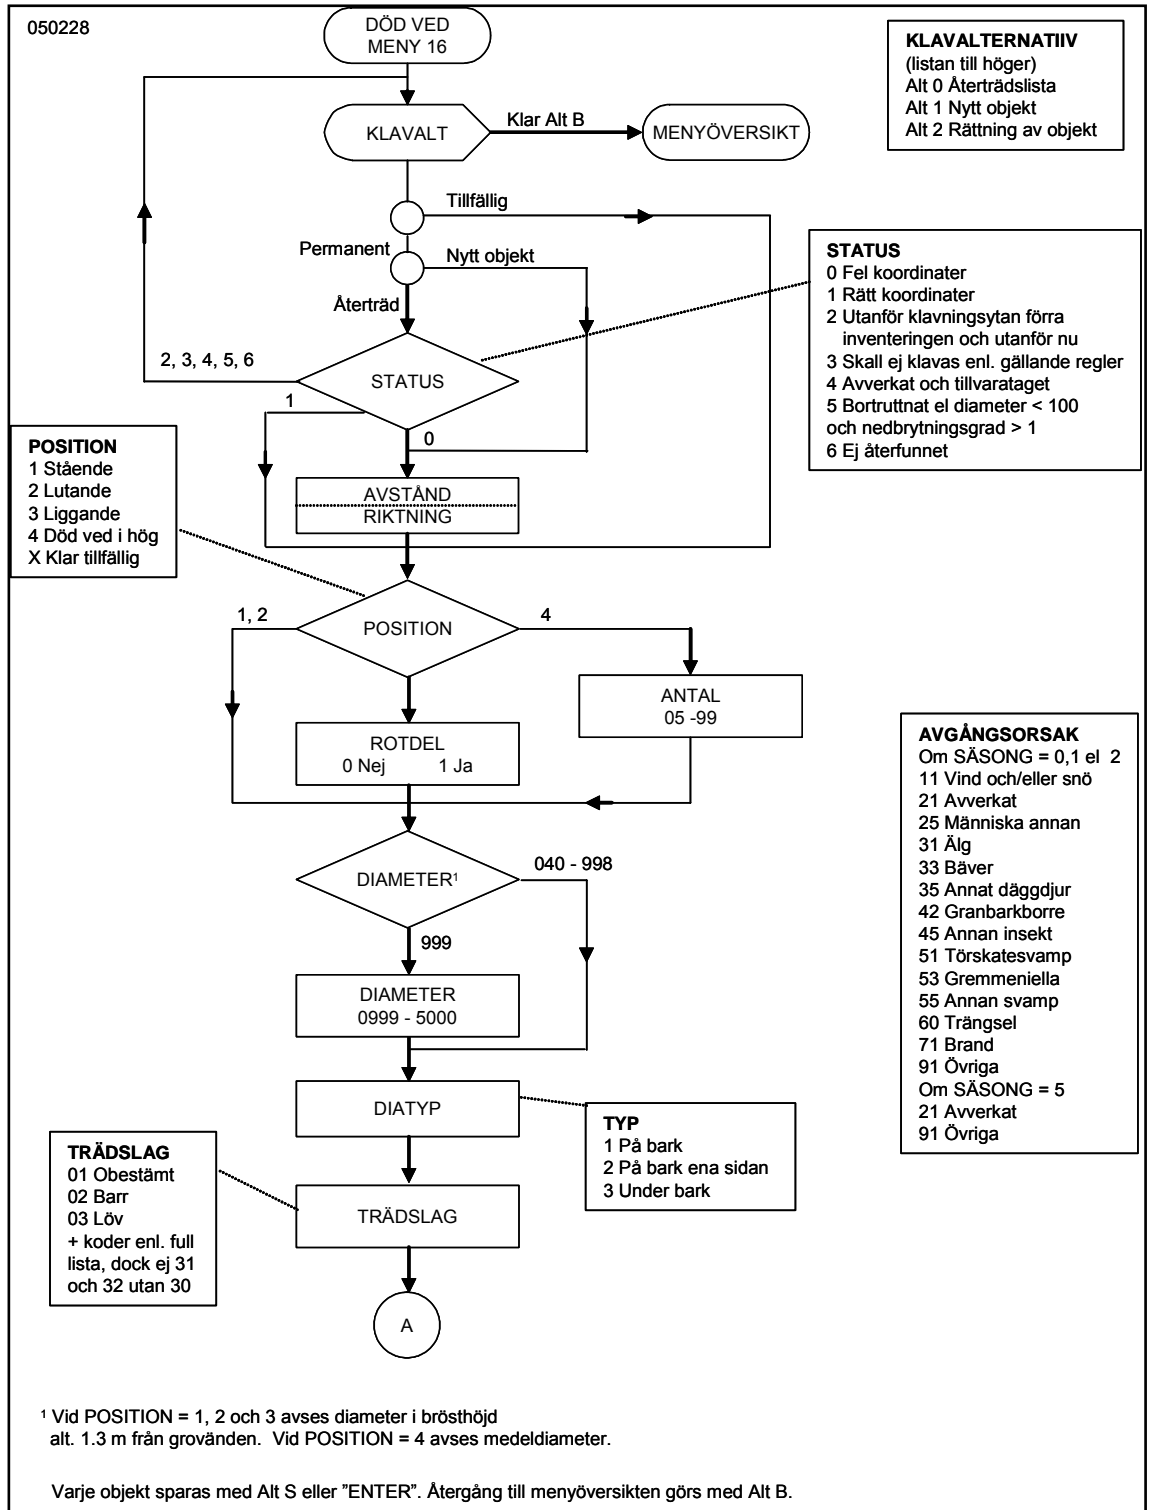 050228
DÖD VED
MENY 16
KLAVALTERNATIIV
(listan till höger)
Alt 0 Återträdslista
Alt 1 Nytt objekt
Alt 2 Rättning av objekt
KLAVALT
Klar Alt B
MENYÖVERSIKT
Tillfällig
Permanent
Nytt objekt
Återträd
STATUS
0 Fel koordinater
1 Rätt koordinater
2 Utanför klavningsytan förra
inventeringen och utanför nu
3 Skall ej klavas enl. gällande regler
4 Avverkat och tillvarataget
5 Bortruttnat el diameter < 100
och nedbrytningsgrad > 1
6 Ej återfunnet
2, 3, 4, 5, 6
STATUS
1
0
POSITION
1 Stående
2 Lutande
3 Liggande
4 Död ved i hög
X Klar tillfällig
AVSTÅND
RIKTNING
1, 2
POSITION
4
ANTAL
05 -99
ROTDEL
0 Nej 1 Ja
AVGÅNGSORSAK
Om SÄSONG = 0,1 el 2
11 Vind och/eller snö
21 Avverkat
25 Människa annan
31 Älg
33 Bäver
35 Annat däggdjur
42 Granbarkborre
45 Annan insekt
51 Törskatesvamp
53 Gremmeniella
55 Annan svamp
60 Trängsel
71 Brand
91 Övriga
Om SÄSONG = 5
21 Avverkat
91 Övriga
DIAMETER¹
040 - 998
999
DIAMETER
0999 - 5000
DIATYP
TYP
1 På bark
2 På bark ena sidan
3 Under bark
TRÄDSLAG
01 Obestämt
02 Barr
03 Löv
+ koder enl. full
lista, dock ej 31
och 32 utan 30
TRÄDSLAG
A
¹ Vid POSITION = 1, 2 och 3 avses diameter i brösthöjd
alt. 1.3 m från grovänden. Vid POSITION = 4 avses medeldiameter.
Varje objekt sparas med Alt S eller ”ENTER”. Återgång till menyöversikten görs med Alt B.